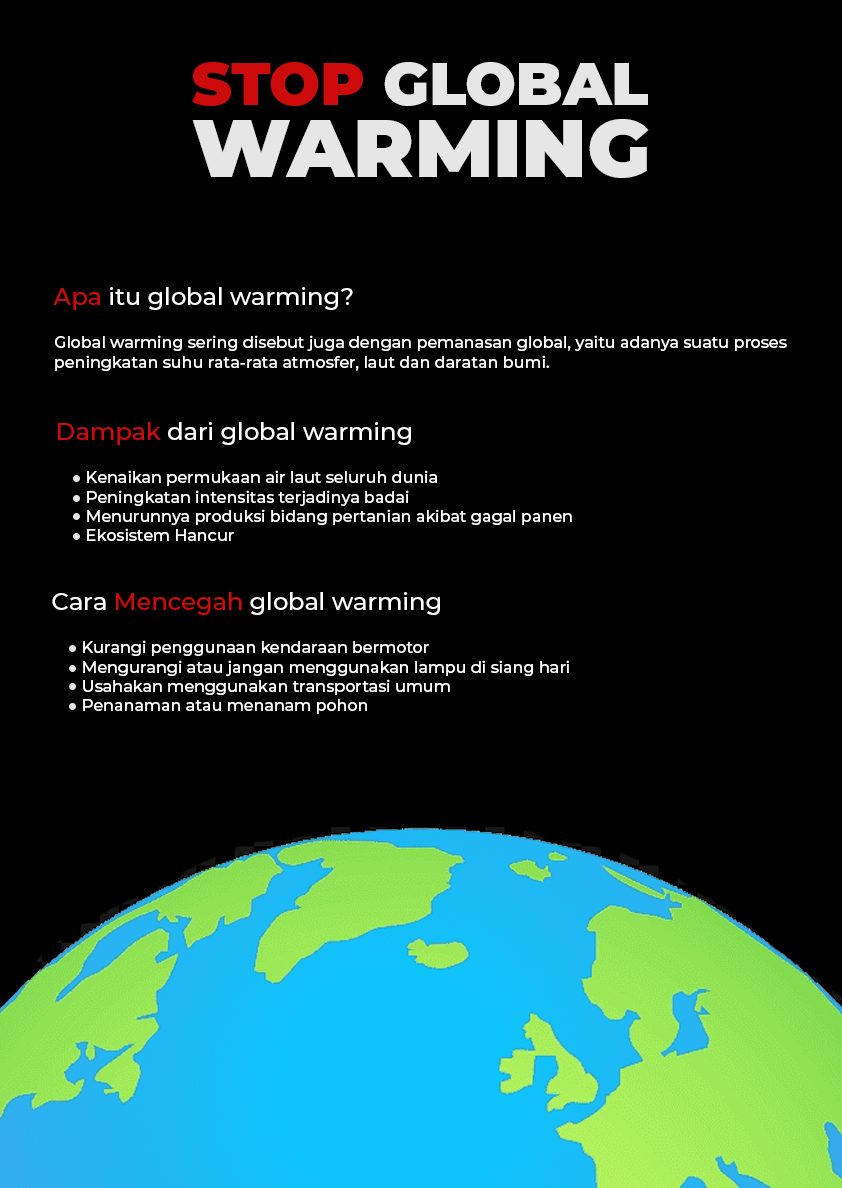 STOP GLOBAL
WARMING
Apa itu global warming?
Global warming sering disebut juga dengan pemanasan global, yaitu adanya suatu proses
peningkatan suhu rata-rata atmosfer, laut dan daratan bumi.
Dampak dari global warming
● Kenaikan permukaan air laut seluruh dunia
● Peningkatan intensitas terjadinya badai
● Menurunnya produksi bidang pertanian akibat gagal panen
● Ekosistem Hancur
Cara Mencegah global warming
● Kurangi penggunaan kendaraan bermotor
● Mengurangi atau jangan menggunakan lampu di siang hari
● Usahakan menggunakan transportasi umum
● Penanaman atau menanam pohon